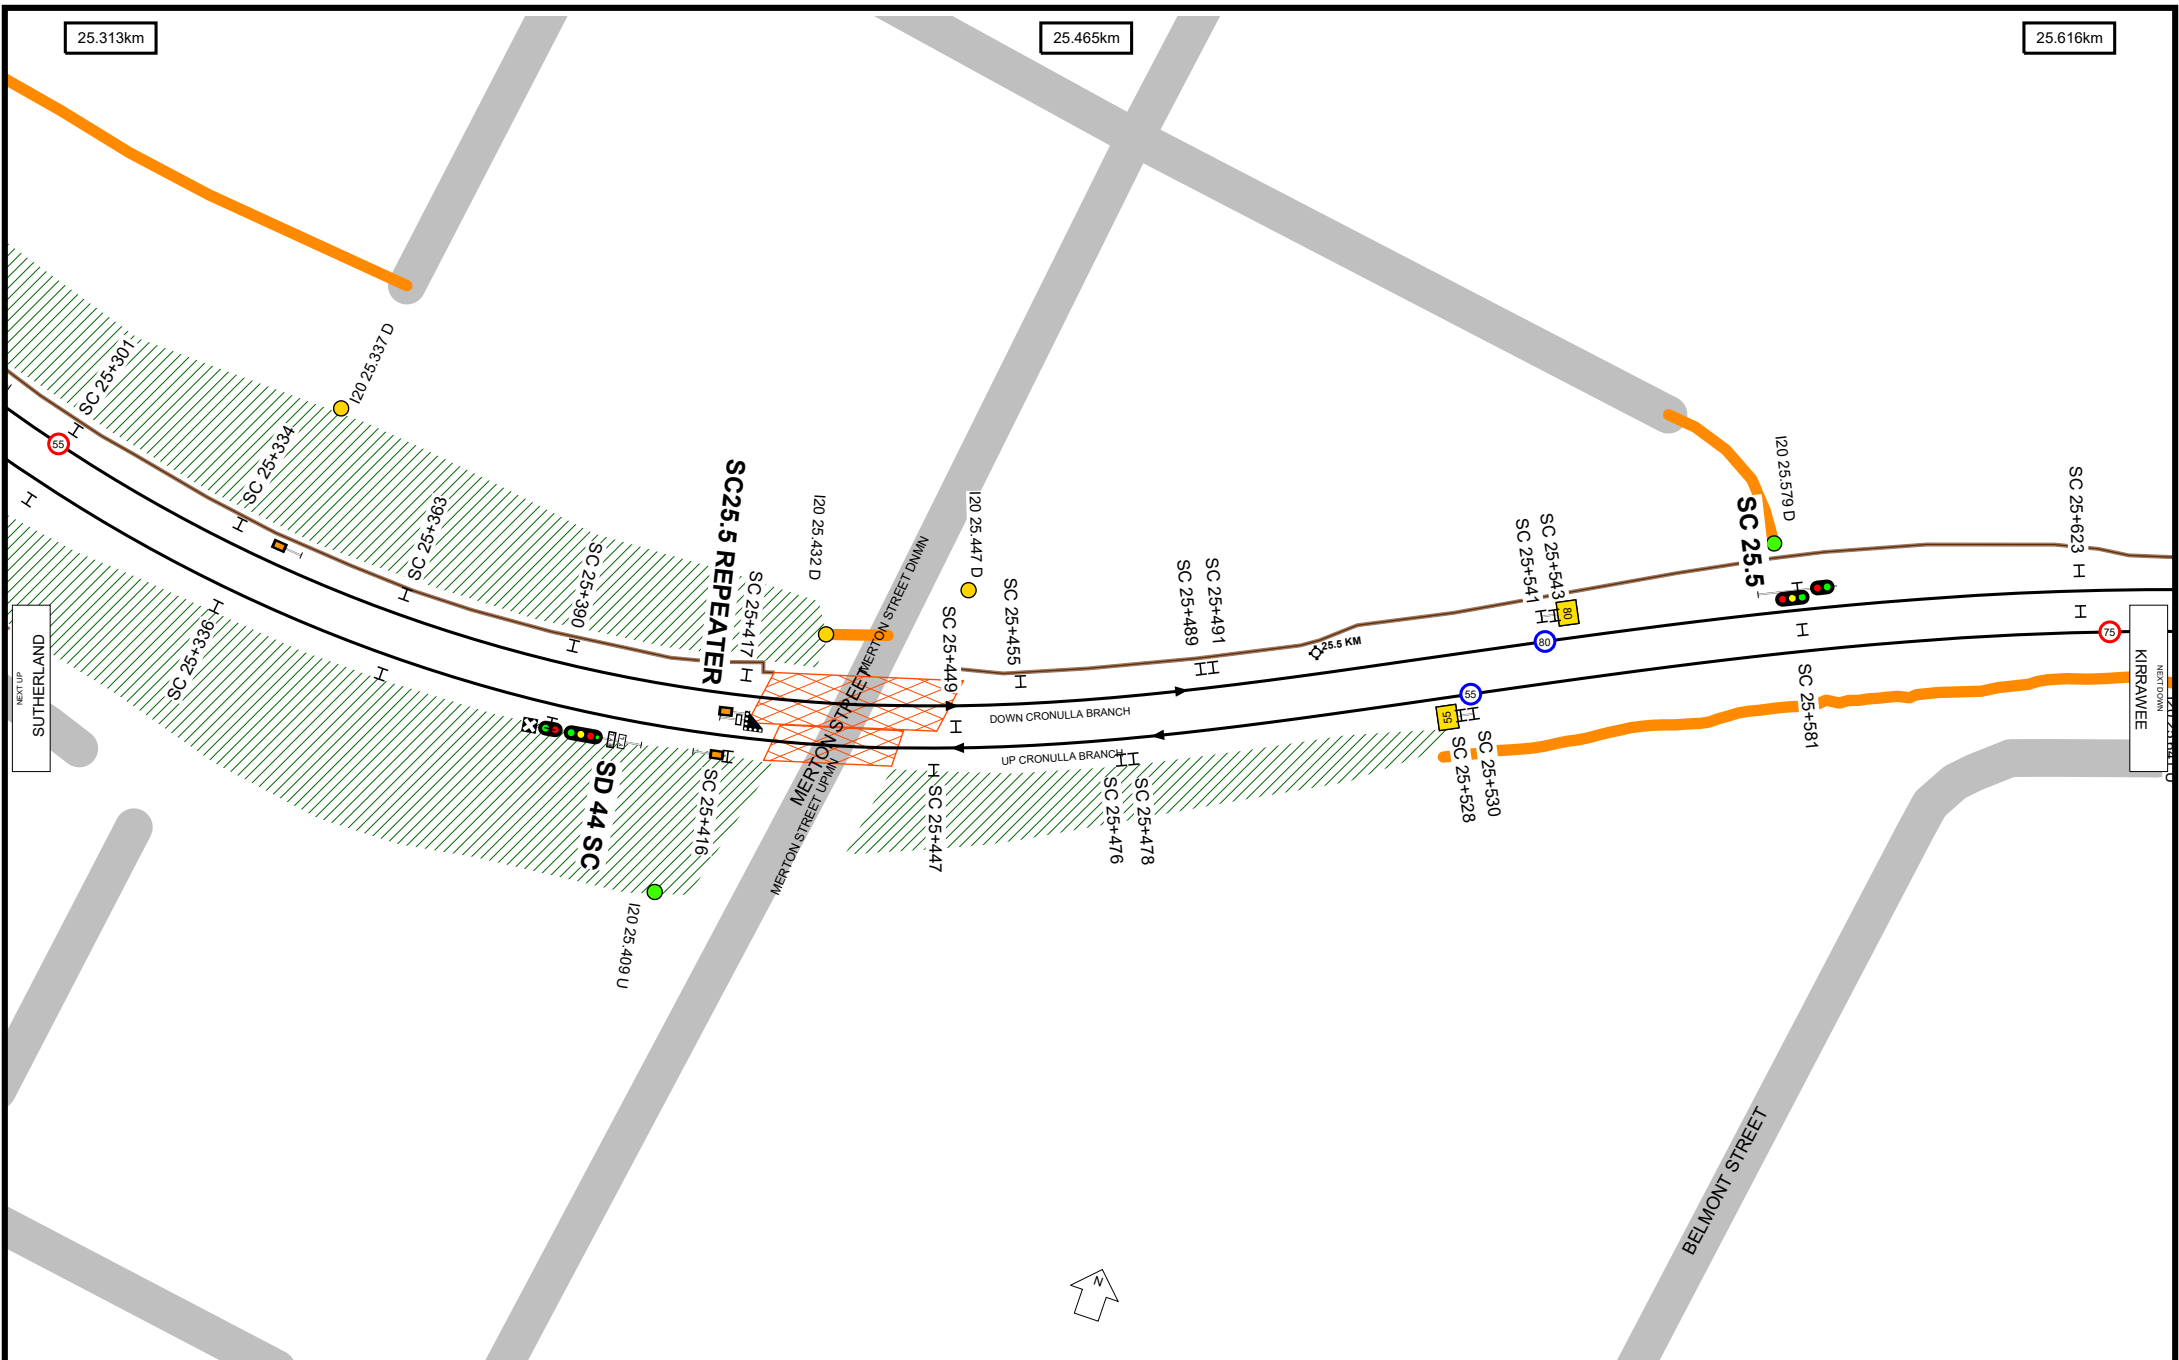 25.313km
25.465km
25.616km
SC 25+301
I20 25.337 D
55
SC 25+334
SC 25+363
SC 25+390
SC25.5 REPEATER
SC 25+417
I20 25.432 D
MERTON STREET DNMN
MERTON STREET
MERTON STREET UPMN
I20 25.447 D
SC 25+449
SC 25+455
SC 25+489
SC 25+491
25.5 KM
SC 25+541
SC 25+543
80
80
SC 25.5
I20 25.579 D
SC 25+623
75
NEXT UP
SUTHERLAND
SC 25+336
SD 44 SC
SC 25+416
I20 25.409 U
DOWN CRONULLA BRANCH
UP CRONULLA BRANCH
SC 25+447
SC 25+476
SC 25+478
55
55
SC 25+528
SC 25+530
SC 25+581
NEXT DOWN
KIRRAWEE
BELMONT STREET
N